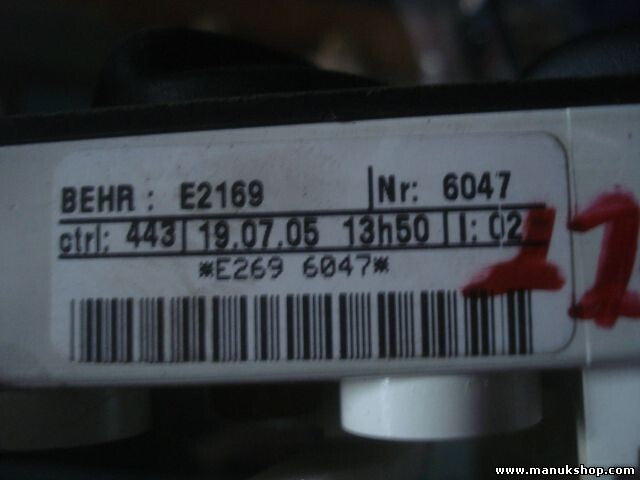 BEHR : E2169 Nr: 6047
ctrl: 443 19.07.05 13h50 I: 02
*E269 6047*
www.manukshop.com